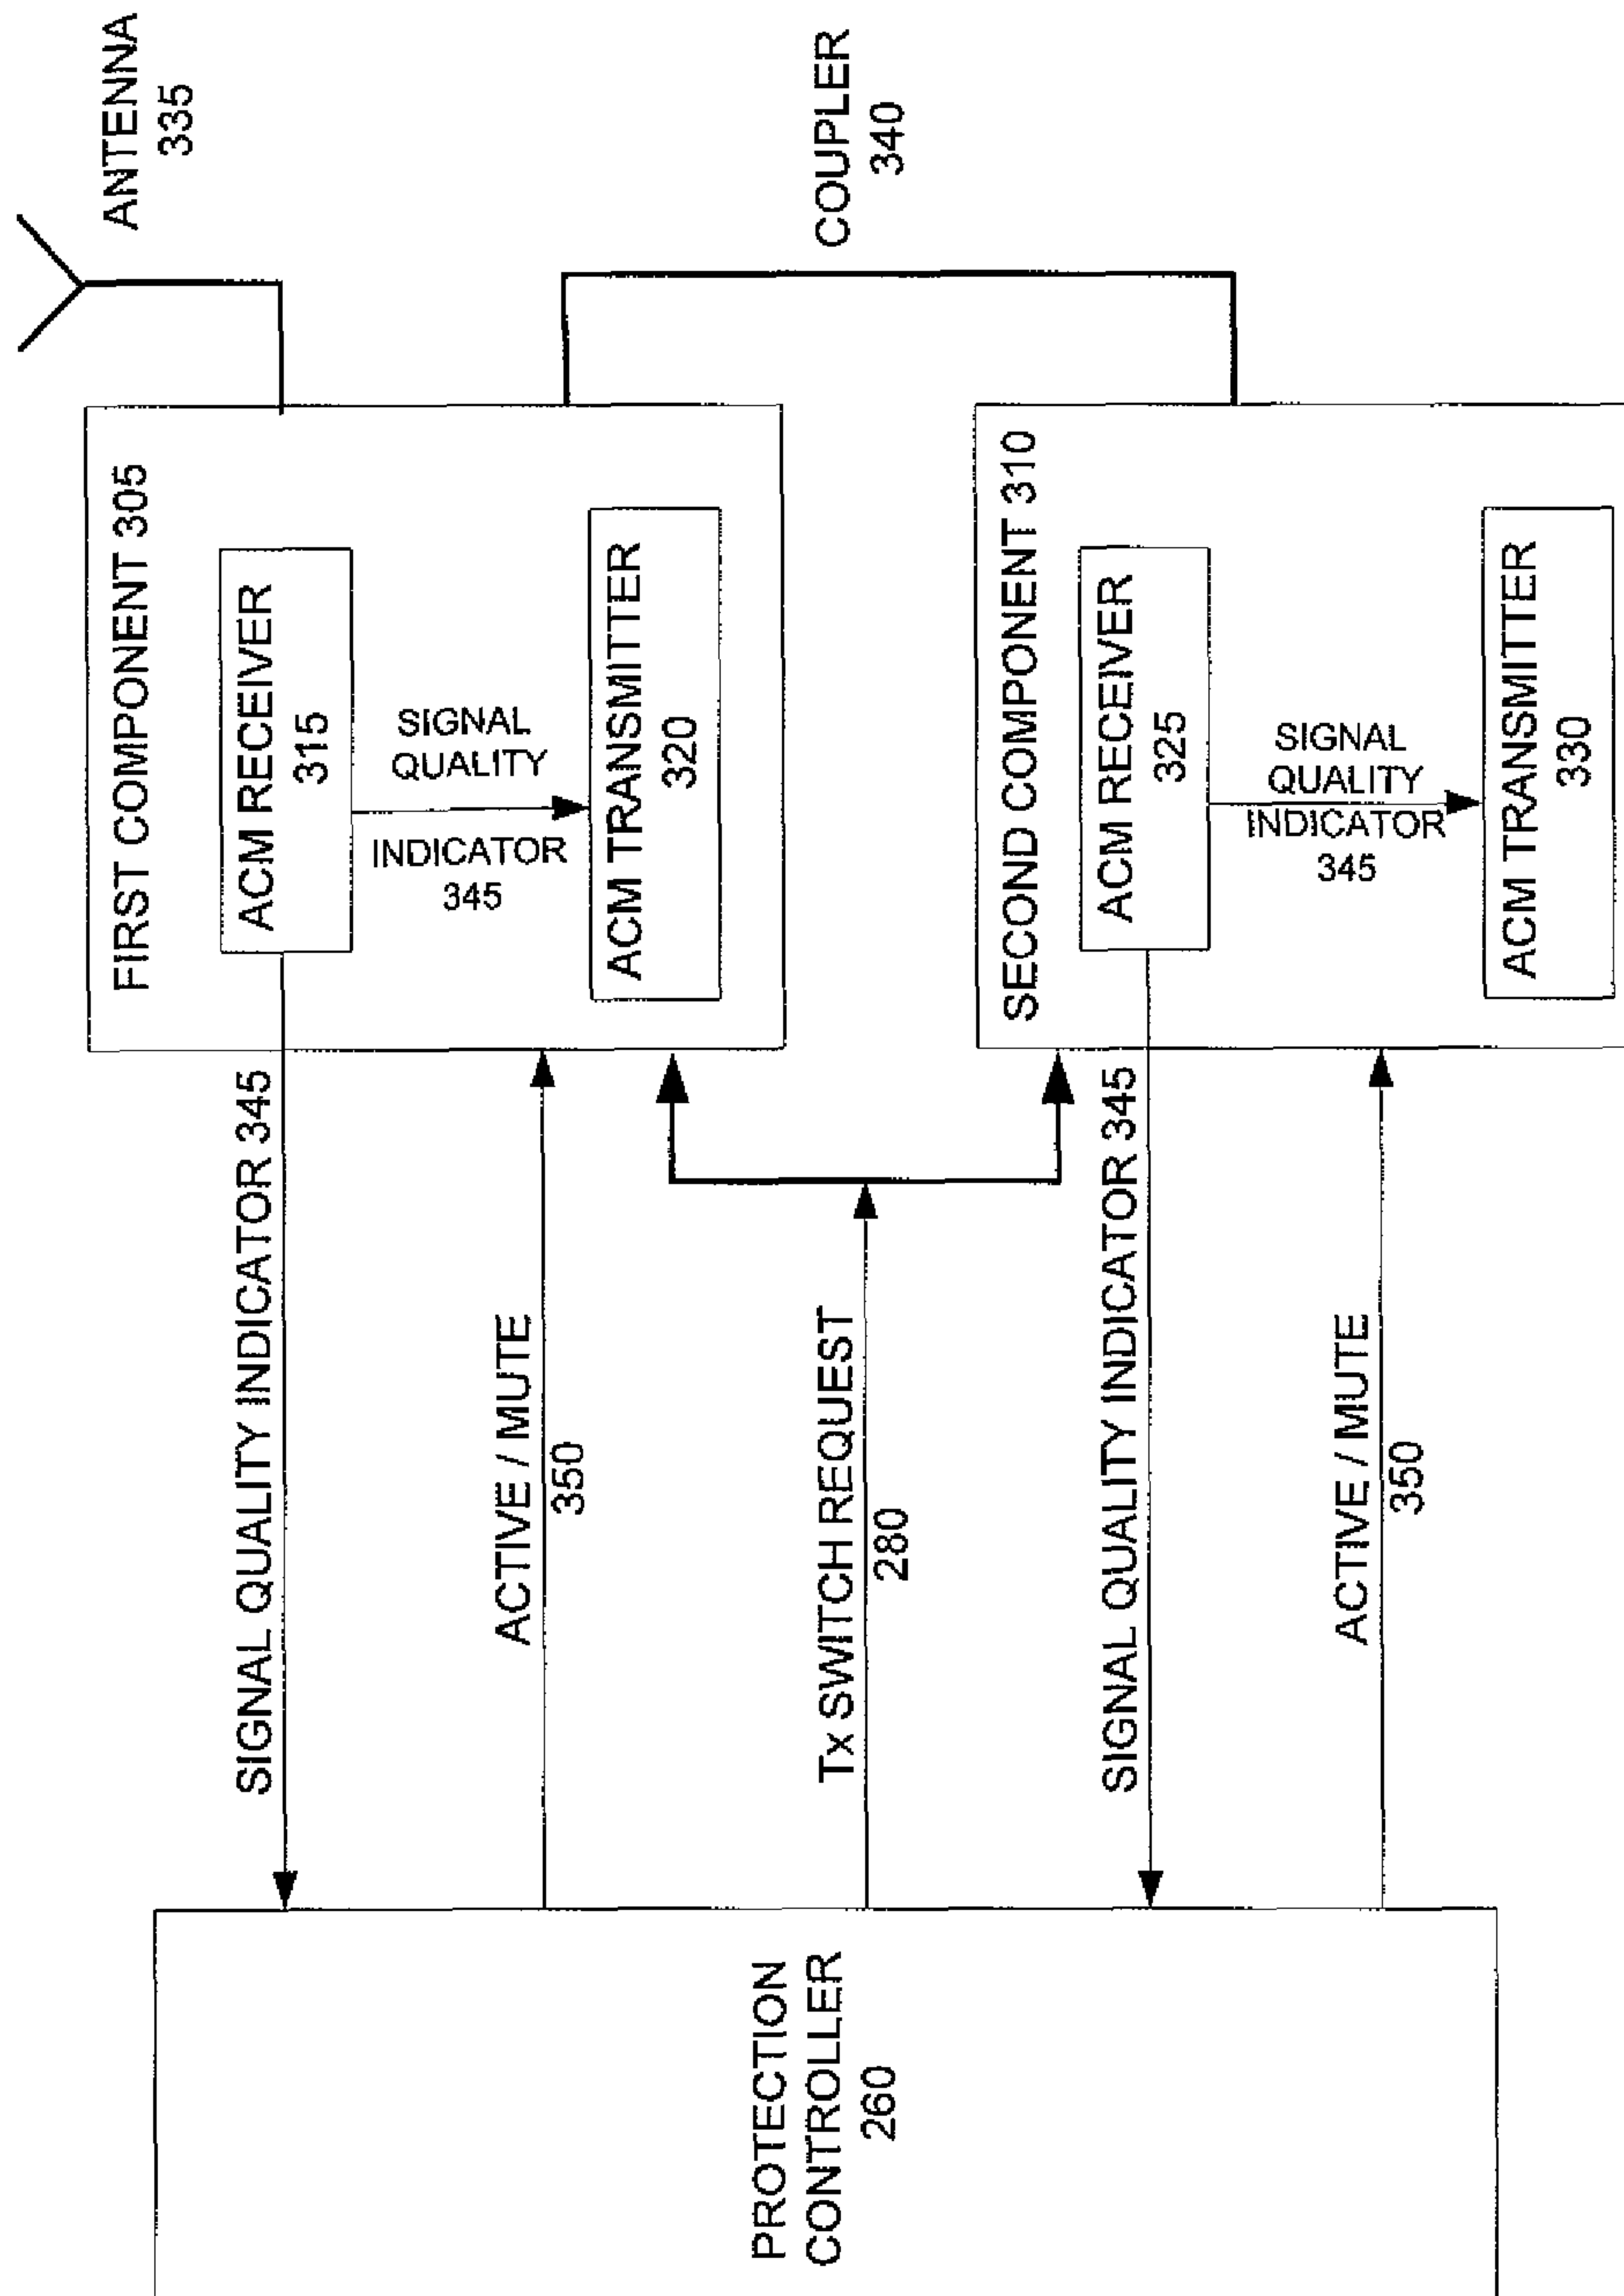 PROTECTION
CONTROLLER
260
SIGNAL QUALITY INDICATOR 345
ACTIVE / MUTE
350
Tx SWITCH REQUEST
280
SIGNAL QUALITY INDICATOR 345
ACTIVE / MUTE
350
FIRST COMPONENT 305
ACM RECEIVER
315
SIGNAL
QUALITY
INDICATOR
345
ACM TRANSMITTER
320
SECOND COMPONENT 310
ACM RECEIVER
325
SIGNAL
QUALITY
INDICATOR
345
ACM TRANSMITTER
330
ANTENNA
335
COUPLER
340